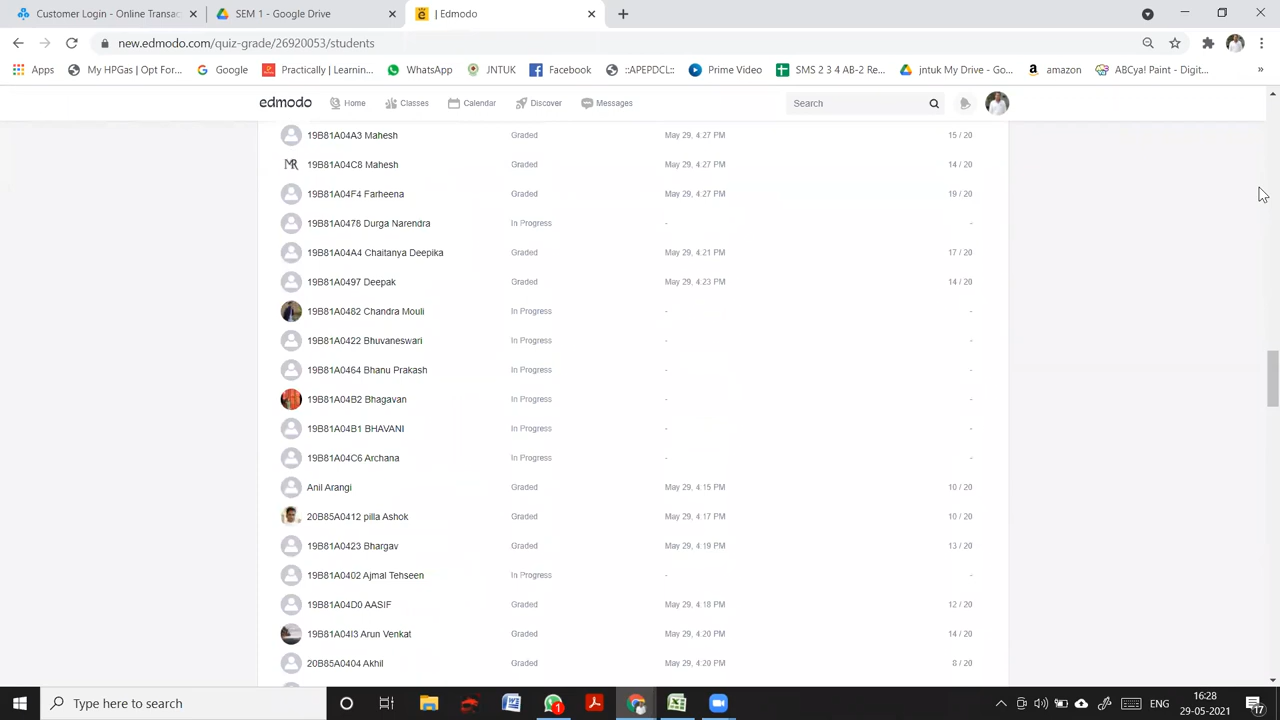 Customer Login - Business Essac
SEM 1 - Google Drive
| Edmodo
new.edmodo.com/quiz-grade/26920053/students
Apps My HPGas | Opt For... Google Practically | Learnin... WhatsApp JNTUK Facebook ::APEPDCL:: Prime Video SMS 2 3 4 AB-2 Re... jntuk My Drive - Go... amazon ABCya! Paint - Digit... »
edmodo Home Classes Calendar Discover Messages Search
19B81A04A3 Mahesh Graded May 29, 4:27 PM 15 / 20
19B81A04C8 Mahesh Graded May 29, 4:27 PM 14 / 20
19B81A04F4 Farheena Graded May 29, 4:27 PM 19 / 20
19B81A0478 Durga Narendra In Progress - -
19B81A04A4 Chaitanya Deepika Graded May 29, 4:21 PM 17 / 20
19B81A0497 Deepak Graded May 29, 4:23 PM 14 / 20
19B81A0482 Chandra Mouli In Progress - -
19B81A0422 Bhuvaneswari In Progress - -
19B81A0464 Bhanu Prakash In Progress - -
19B81A04B2 Bhagavan In Progress - -
19B81A04B1 BHAVANI In Progress - -
19B81A04C6 Archana In Progress - -
Anil Arangi Graded May 29, 4:15 PM 10 / 20
20B85A0412 pilla Ashok Graded May 29, 4:17 PM 10 / 20
19B81A0423 Bhargav Graded May 29, 4:19 PM 13 / 20
19B81A0402 Ajmal Tehseen In Progress - -
19B81A04D0 AASIF Graded May 29, 4:18 PM 12 / 20
19B81A04I3 Arun Venkat Graded May 29, 4:20 PM 14 / 20
20B85A0404 Akhil Graded May 29, 4:20 PM 8 / 20
Type here to search
1
ENG
16:28
29-05-2021
17